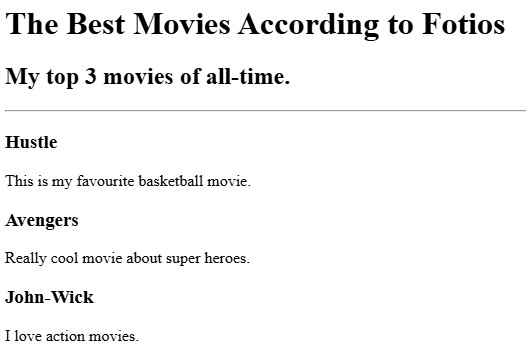 The Best Movies According to Fotios
My top 3 movies of all-time.
Hustle
This is my favourite basketball movie.
Avengers
Really cool movie about super heroes.
John-Wick
I love action movies.